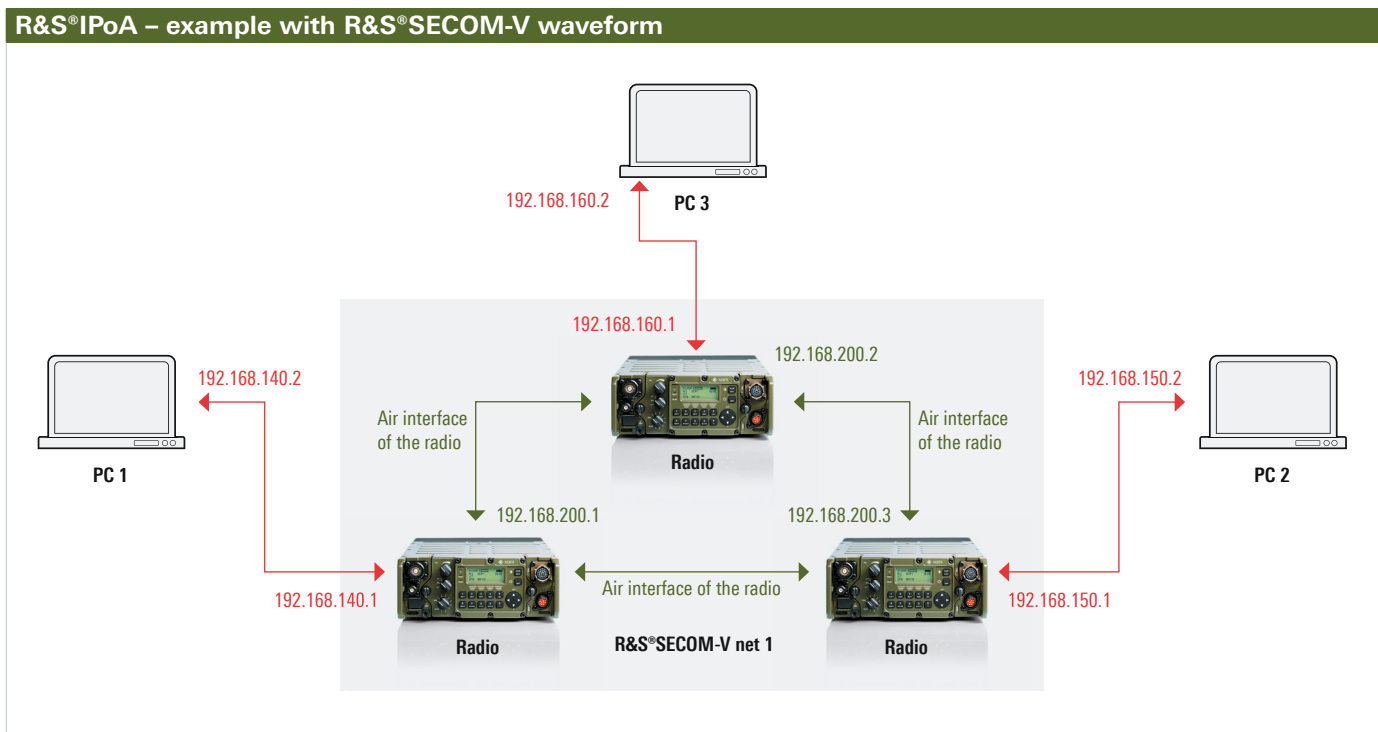 R&S®IPoA – example with R&S®SECOM-V waveform
192.168.160.2
PC 3
192.168.160.1
192.168.200.2
192.168.140.2
192.168.150.2
Air interface
of the radio
Air interface
of the radio
Radio
PC 1
PC 2
192.168.200.1
192.168.200.3
192.168.140.1
Air interface of the radio
192.168.150.1
Radio
R&S®SECOM-V net 1
Radio